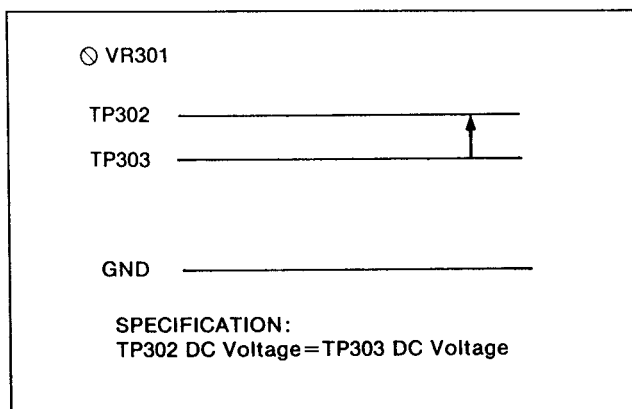 VR301
TP302
TP303
GND
SPECIFICATION:
TP302 DC Voltage=TP303 DC Voltage